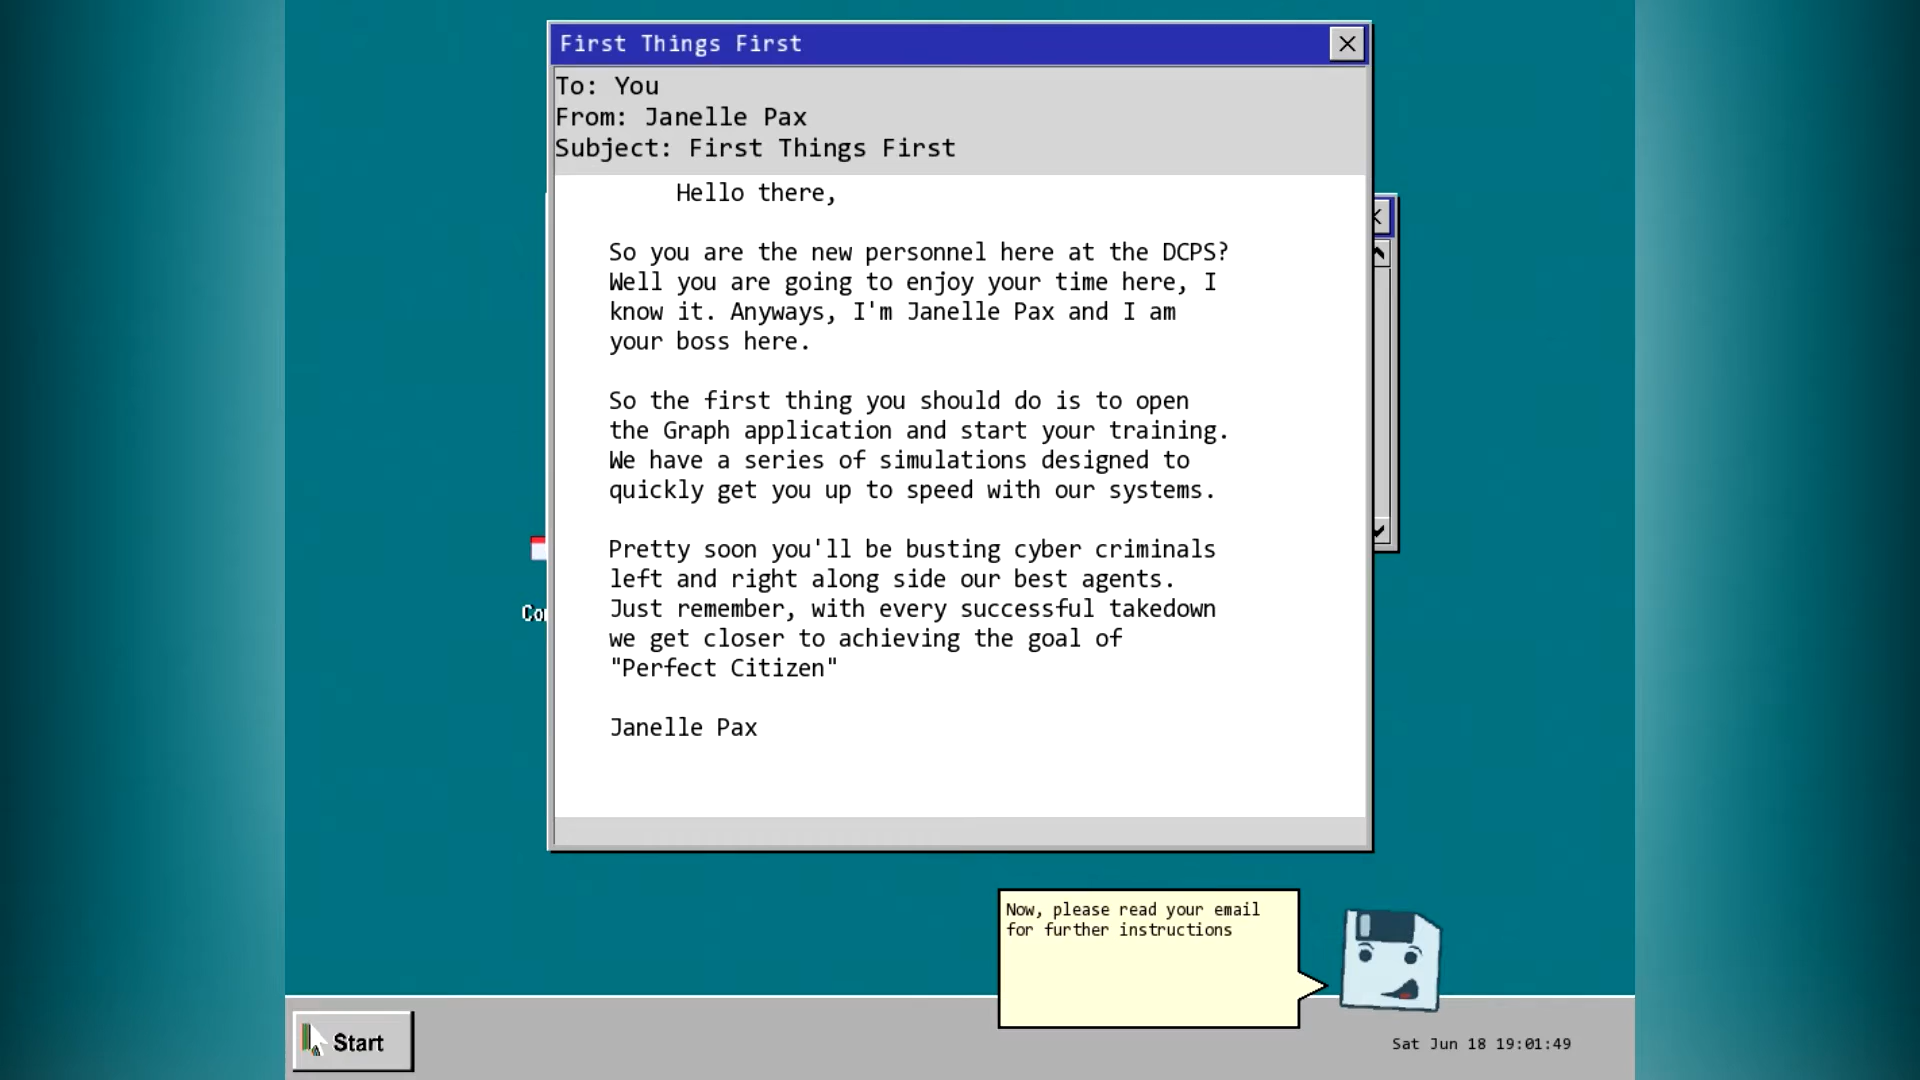 First Things First
To: You
From: Janelle Pax
Subject: First Things First
Hello there,
So you are the new personnel here at the DCPS?
Well you are going to enjoy your time here, I
know it. Anyways, I'm Janelle Pax and I am
your boss here.
So the first thing you should do is to open
the Graph application and start your training.
We have a series of simulations designed to
quickly get you up to speed with our systems.
Pretty soon you'll be busting cyber criminals
left and right along side our best agents.
Just remember, with every successful takedown
we get closer to achieving the goal of
"Perfect Citizen"
Janelle Pax
Now, please read your email
for further instructions
Start
Sat Jun 18 19:01:49